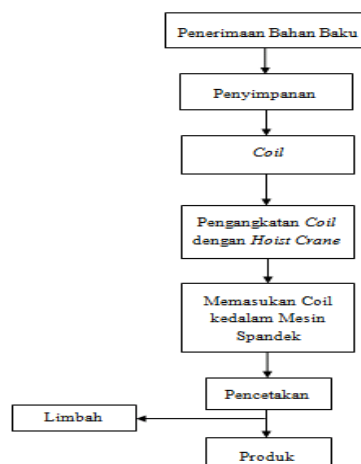 Penerimaan Bahan Baku
Penyimpanan
Coil
Pengangkatan Coil
dengan Hoist Crane
Memasukan Coil
kedalam Mesin
Spandek
Pencetakan
Limbah
Produk